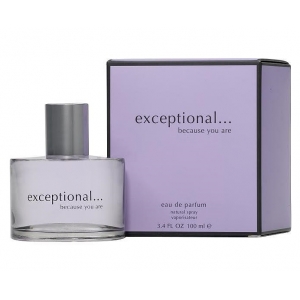 exceptional...
because you are
eau de parfum
natural spray
vaporisateur
3.4 FL OZ 100 ml ℮
exceptional...
because you are